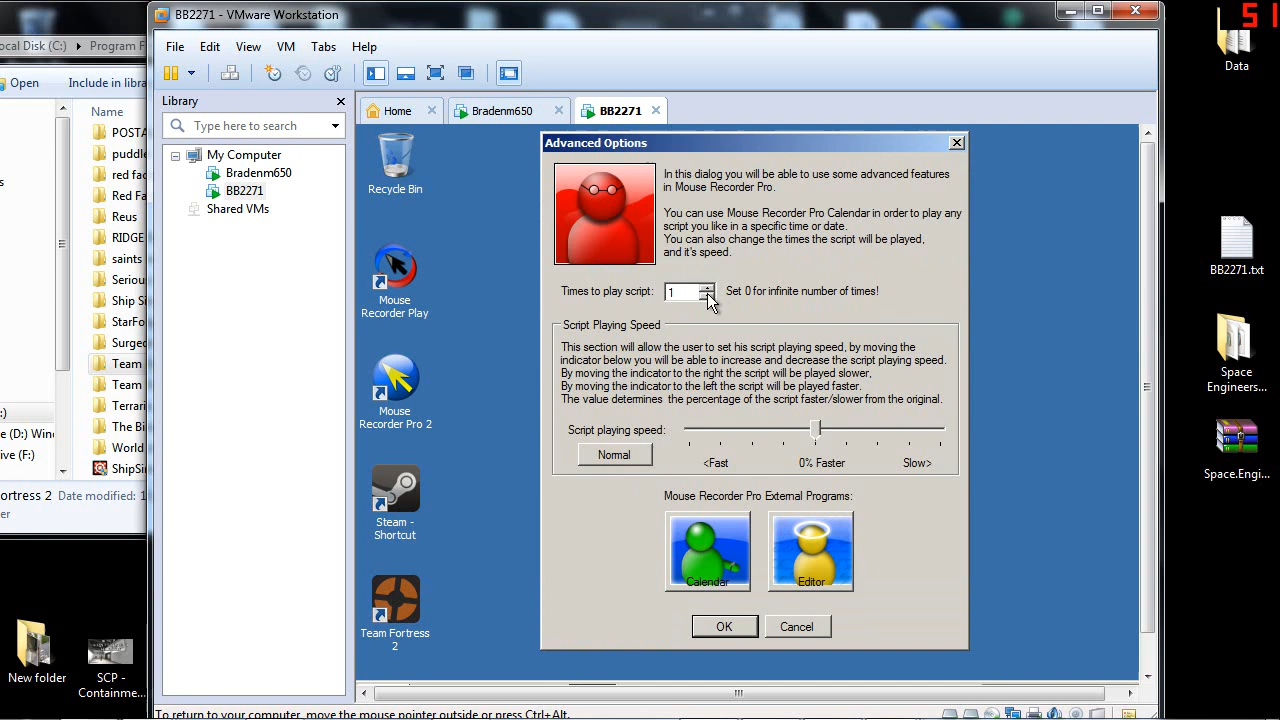 BB2271 - VMware Workstation
51
ocal Disk (C:)
Program F
File Edit View VM Tabs Help
Open
Include in libra
Library
Type to search
My Computer
Bradenm650
BB2271
Shared VMs
Home
Bradenm650
BB2271
Name
POSTA
puddle
red fac
Red Fa
Reus
RIDGE
saints
Seriou
Ship Si
StarFo
Surgeo
Team
Team
Terrari
The Bi
World
ShipSin
:)
e (D:) Wind
ive (F:)
ortress 2 Date modified: 1
er
New folder
SCP -
Containme...
Recycle Bin
Mouse
Recorder Play
Mouse
Recorder Pro 2
Steam -
Shortcut
Team Fortress
2
Advanced Options
In this dialog you will be able to use some advanced features
in Mouse Recorder Pro.
You can use Mouse Recorder Pro Calendar in order to play any
script you like in a specific time or date.
You can also change the times the script will be played,
and it's speed.
Times to play script: 1 Set 0 for infinite number of times!
Script Playing Speed
This section will allow the user to set his script playing speed, by moving the
indicator below you will be able to increase and decrease the script playing speed.
By moving the indicator to the right the script will be played slower,
By moving the indicator to the left the script will be played faster.
The value determines the percentage of the script faster/slower from the original.
Script playing speed:
Normal
<Fast 0% Faster Slow>
Mouse Recorder Pro External Programs:
Calendar
Editor
OK Cancel
Data
BB2271.txt
Space
Engineers...
Space.Engi...
To return to your computer, move the mouse pointer outside or press Ctrl+Alt.